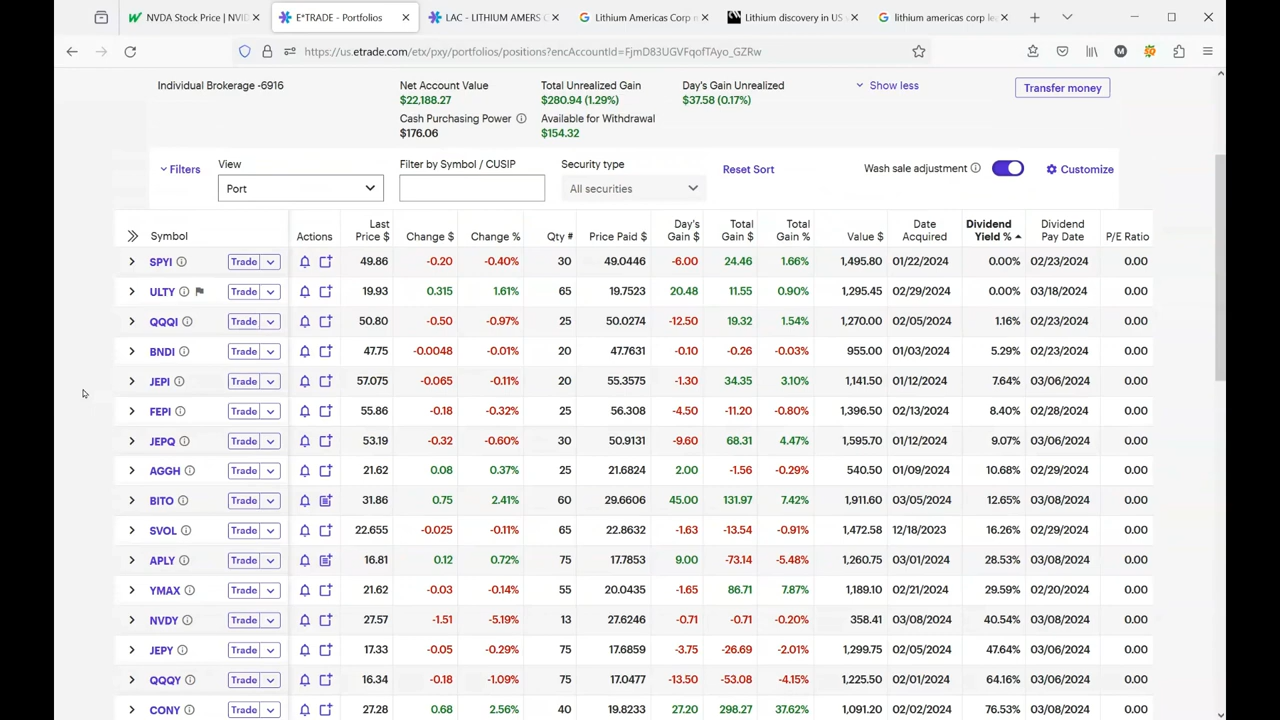 NVDA Stock Price | NVID
E*TRADE - Portfolios
LAC - LITHIUM AMERS C
Lithium Americas Corp n
Lithium discovery in US
lithium americas corp le
https://us.etrade.com/etx/pxy/portfolios/positions?encAccountId=FjmD83UGVFqofTAyo_GZRw
Individual Brokerage -6916
Net Account Value
Total Unrealized Gain
Day's Gain Unrealized
Show less
Transfer money
$22,188.27
$280.94 (1.29%)
$37.58 (0.17%)
Cash Purchasing Power
Available for Withdrawal
$176.06
$154.32
Filters
View
Filter by Symbol / CUSIP
Security type
Reset Sort
Wash sale adjustment
Customize
Port
All securities
Symbol Actions Last Price $ Change $ Change % Qty # Price Paid $ Day's Gain $ Total Gain $ Total Gain % Value $ Date Acquired Dividend Yield % Dividend Pay Date P/E Ratio
SPYI Trade 49.86 -0.20 -0.40% 30 49.0446 -6.00 24.46 1.66% 1,495.80 01/22/2024 0.00% 02/23/2024 0.00
ULTY Trade 19.93 0.315 1.61% 65 19.7523 20.48 11.55 0.90% 1,295.45 02/29/2024 0.00% 03/18/2024 0.00
QQQI Trade 50.80 -0.50 -0.97% 25 50.0274 -12.50 19.32 1.54% 1,270.00 02/05/2024 1.16% 02/23/2024 0.00
BNDI Trade 47.75 -0.0048 -0.01% 20 47.7631 -0.10 -0.26 -0.03% 955.00 01/03/2024 5.29% 02/23/2024 0.00
JEPI Trade 57.075 -0.065 -0.11% 20 55.3575 -1.30 34.35 3.10% 1,141.50 01/12/2024 7.64% 03/06/2024 0.00
FEPI Trade 55.86 -0.18 -0.32% 25 56.308 -4.50 -11.20 -0.80% 1,396.50 02/13/2024 8.40% 02/28/2024 0.00
JEPQ Trade 53.19 -0.32 -0.60% 30 50.9131 -9.60 68.31 4.47% 1,595.70 01/12/2024 9.07% 03/06/2024 0.00
AGGH Trade 21.62 0.08 0.37% 25 21.6824 2.00 -1.56 -0.29% 540.50 01/09/2024 10.68% 02/29/2024 0.00
BITO Trade 31.86 0.75 2.41% 60 29.6606 45.00 131.97 7.42% 1,911.60 03/05/2024 12.65% 03/08/2024 0.00
SVOL Trade 22.655 -0.025 -0.11% 65 22.8632 -1.63 -13.54 -0.91% 1,472.58 12/18/2023 16.26% 02/29/2024 0.00
APLY Trade 16.81 0.12 0.72% 75 17.7853 9.00 -73.14 -5.48% 1,260.75 03/01/2024 28.53% 03/08/2024 0.00
YMAX Trade 21.62 -0.03 -0.14% 55 20.0435 -1.65 86.71 7.87% 1,189.10 02/21/2024 29.59% 02/20/2024 0.00
NVDY Trade 27.57 -1.51 -5.19% 13 27.6246 -0.71 -0.71 -0.20% 358.41 03/08/2024 40.54% 03/08/2024 0.00
JEPY Trade 17.33 -0.05 -0.29% 75 17.6859 -3.75 -26.69 -2.01% 1,299.75 02/05/2024 47.64% 03/08/2024 0.00
QQQY Trade 16.34 -0.18 -1.09% 75 17.0477 -13.50 -53.08 -4.15% 1,225.50 02/01/2024 64.16% 03/06/2024 0.00
CONY Trade 27.28 0.68 2.56% 40 19.8233 27.20 298.27 37.62% 1,091.20 02/02/2024 76.53% 03/08/2024 0.00